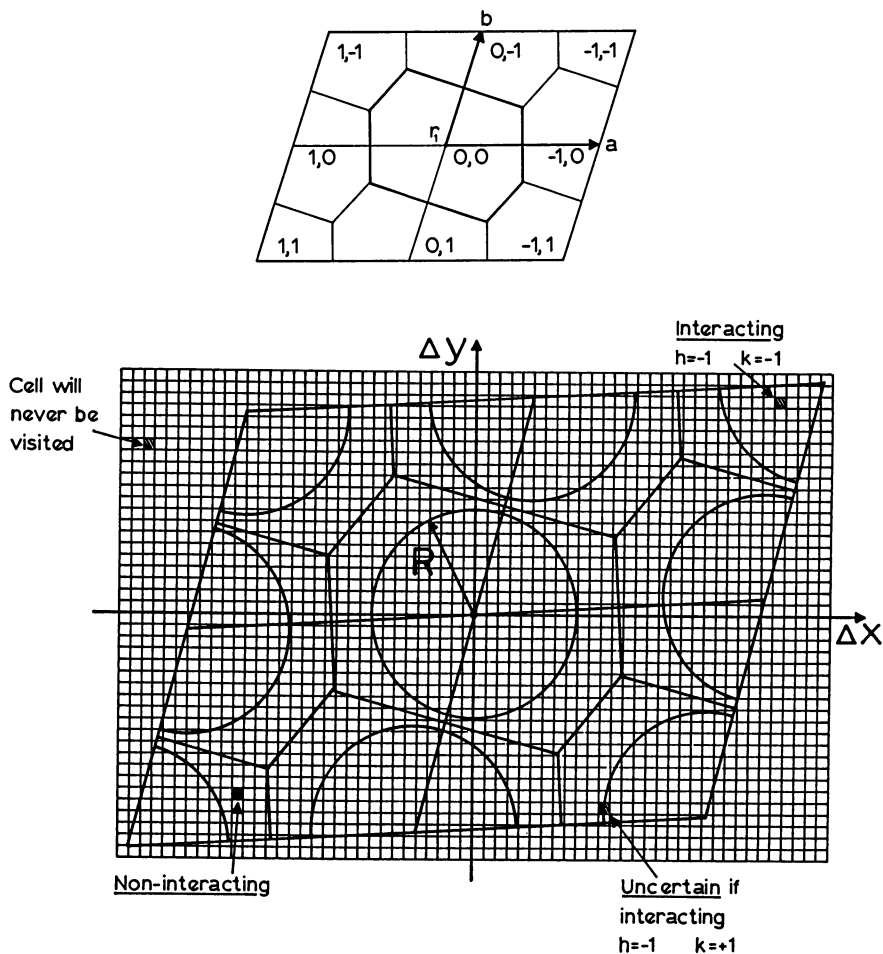 b
1,-1
0,-1
-1,-1
r₁
a
1,0
0,0
-1,0
1,1
0,1
-1,1
Interacting
h=-1 k=-1
Δy
Cell will
never be
visited
R
Δx
Non-interacting
Uncertain if
interacting
h=-1 k=+1